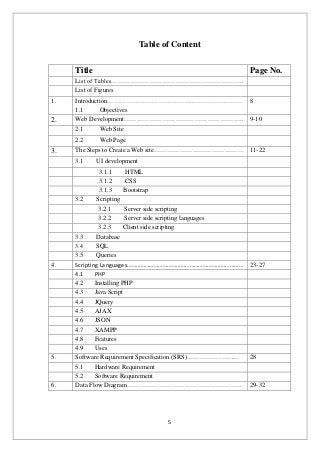 Table of Content
Title Page No.
List of Tables..............................................................................
List of Figures
1. Introduction.............................................................................. 8
1.1 Objectives
2. Web Development..................................................................... 9-10
2.1 Web Site
2.2 Web Page
3. The Steps to Create a Web site................................................... 11-22
3.1 UI development
3.1.1 HTML
3.1.2 CSS
3.1.3 Bootstrap
3.2 Scripting
3.2.1 Server side scripting
3.2.2 Server side scripting languages
3.2.3 Client side scripting
3.3 Database
3.4 SQL
3.5 Queries
4. Scripting Languages................................................................... 23-27
4.1 PHP
4.2 Installing PHP
4.3 Java Script
4.4 JQuery
4.5 AJAX
4.6 JSON
4.7 XAMPP
4.8 Features
4.9 Uses
5. Software Requirement Specification (SRS).............................. 28
5.1 Hardware Requirement
5.2 Software Requirement
6. Data Flow Diagram................................................................... 29-32
5